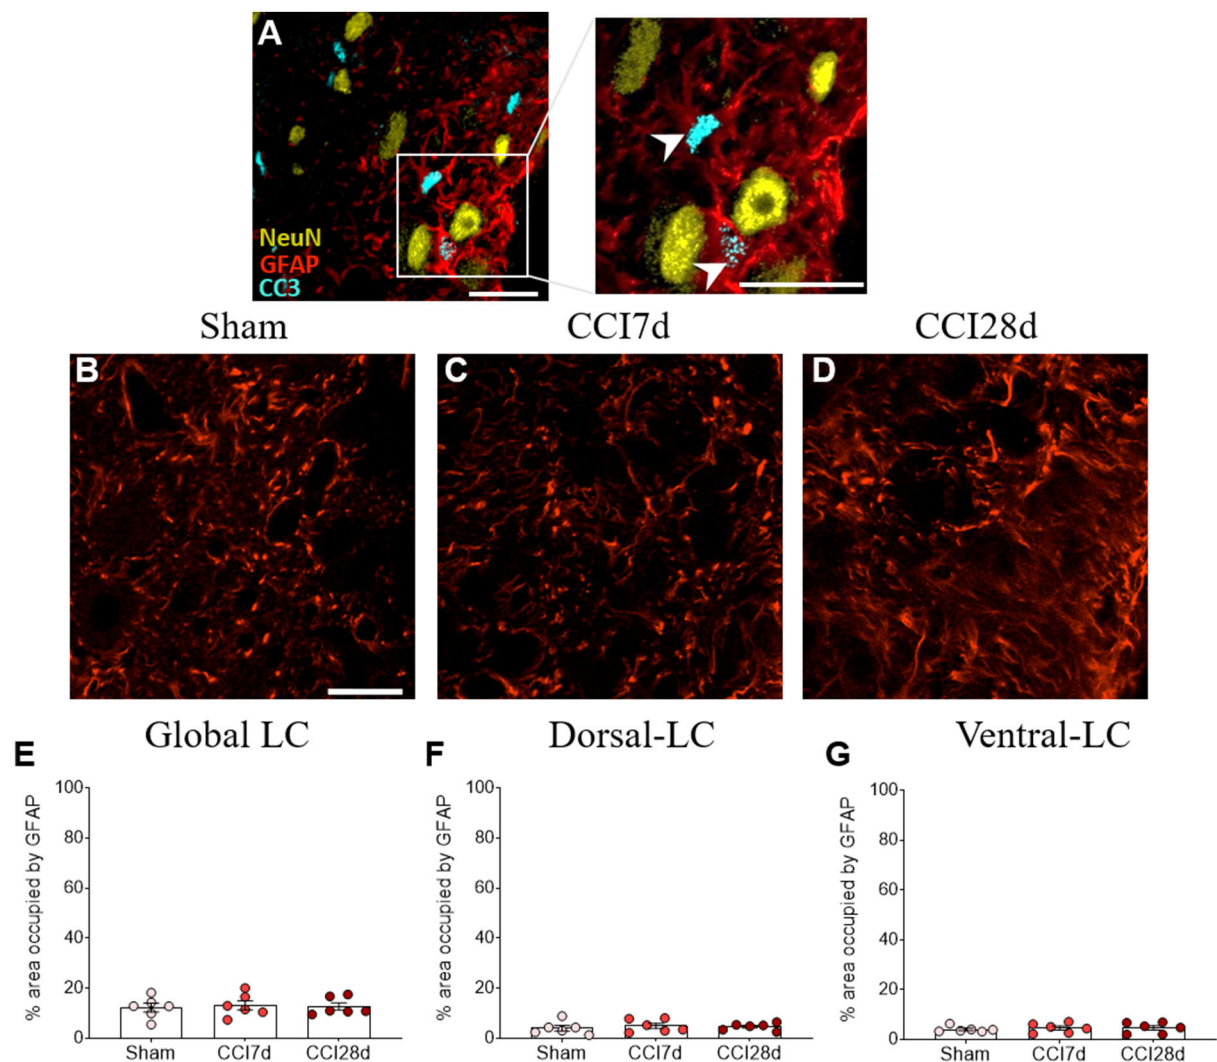 A
NeuN
GFAP
CC3
Sham CCI7d CCI28d
B C D
Global LC Dorsal-LC Ventral-LC
E F G
% area occupied by GFAP
100
80
60
40
20
0
Sham CCI7d CCI28d
% area occupied by GFAP
100
80
60
40
20
0
Sham CCI7d CCI28d
% area occupied by GFAP
100
80
60
40
20
0
Sham CCI7d CCI28d